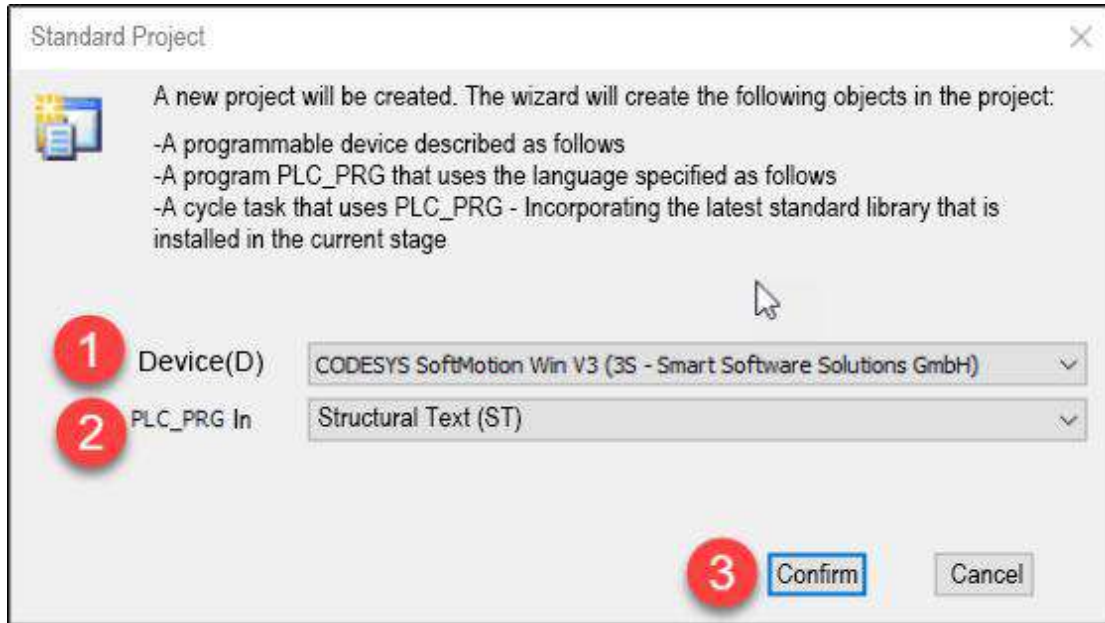 Standard Project
A new project will be created. The wizard will create the following objects in the project:
-A programmable device described as follows
-A program PLC_PRG that uses the language specified as follows
-A cycle task that uses PLC_PRG - Incorporating the latest standard library that is
installed in the current stage
1 Device(D) CODESYS SoftMotion Win V3 (3S - Smart Software Solutions GmbH)
2 PLC_PRG In Structural Text (ST)
3 Confirm Cancel